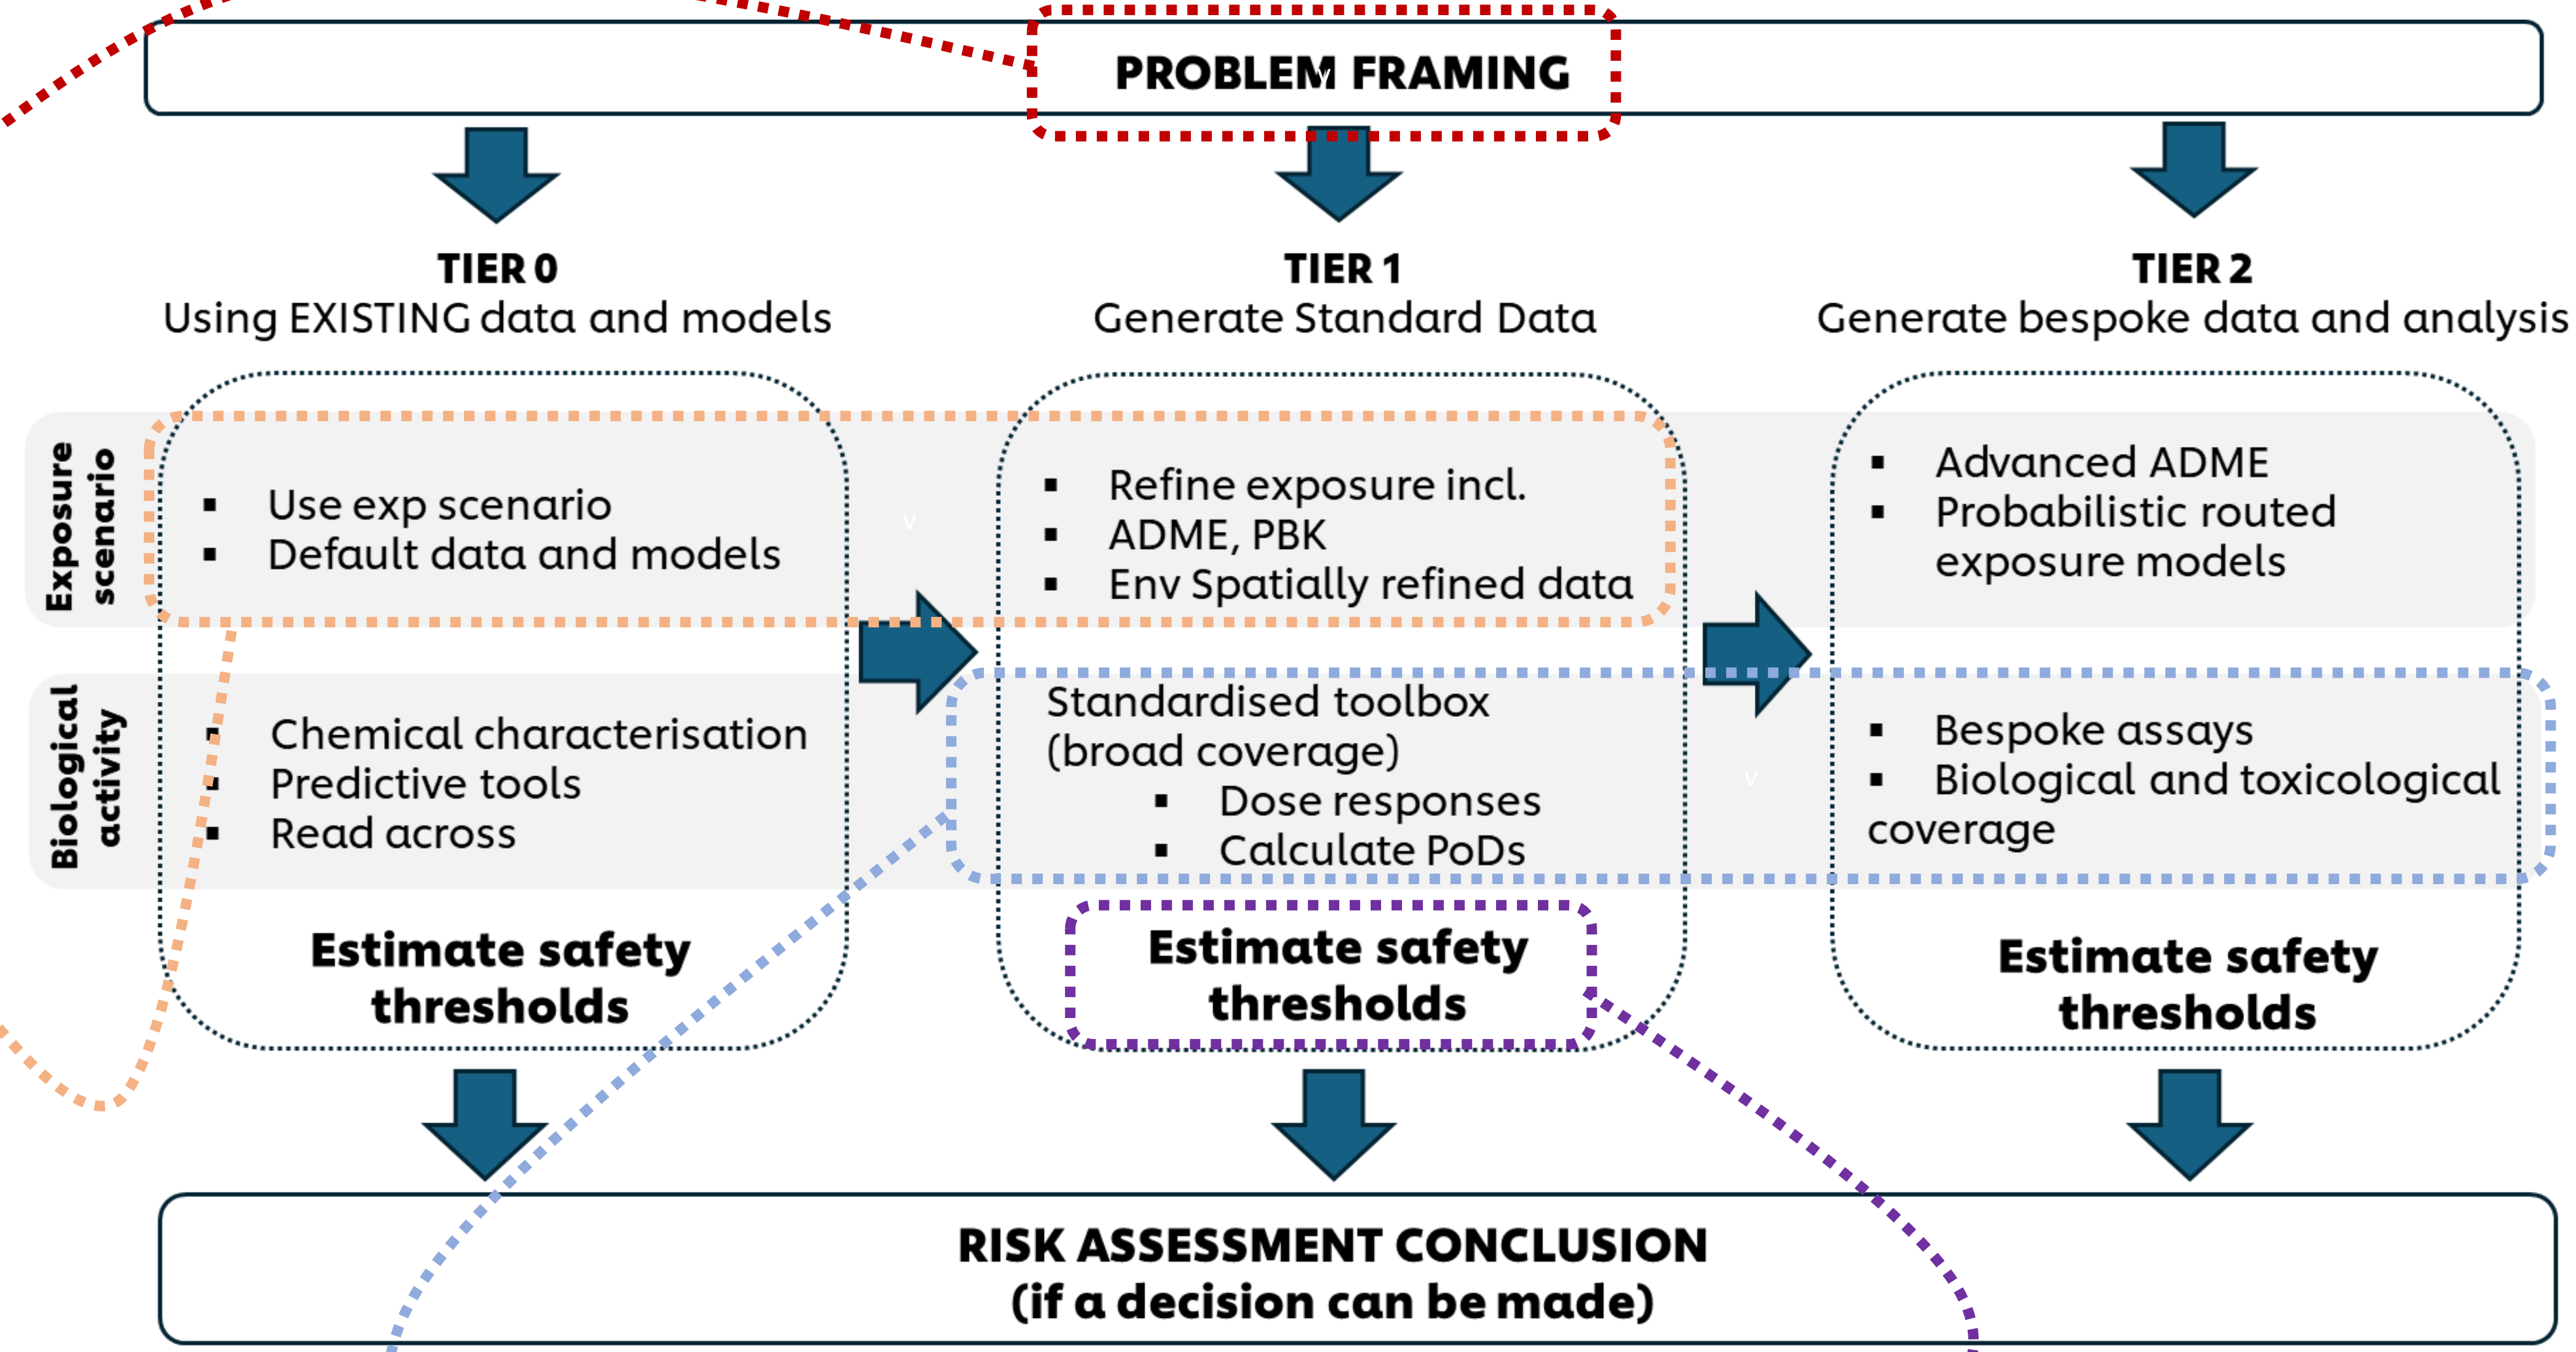 PROBLEM FRAMING
v
TIER 0
Using EXISTING data and models
TIER 1
Generate Standard Data
TIER 2
Generate bespoke data and analysis
Exposure
scenario
▪ Use exp scenario
▪ Default data and models
v
▪ Refine exposure incl.
▪ ADME, PBK
▪ Env Spatially refined data
▪ Advanced ADME
▪ Probabilistic routed
exposure models
Biological
activity
▪ Chemical characterisation
▪ Predictive tools
▪ Read across
Standardised toolbox
(broad coverage)
▪ Dose responses
▪ Calculate PoDs
v
▪ Bespoke assays
▪ Biological and toxicological
coverage
Estimate safety
thresholds
Estimate safety
thresholds
Estimate safety
thresholds
RISK ASSESSMENT CONCLUSION
(if a decision can be made)